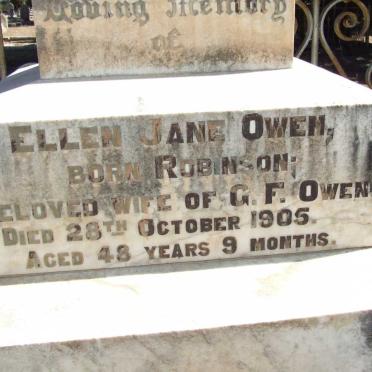 Loving Memory
of
ELLEN JANE OWEN,
BORN ROBINSON;
BELOVED WIFE OF G. F. OWEN
DIED 28TH OCTOBER 1905.
AGED 48 YEARS 9 MONTHS.